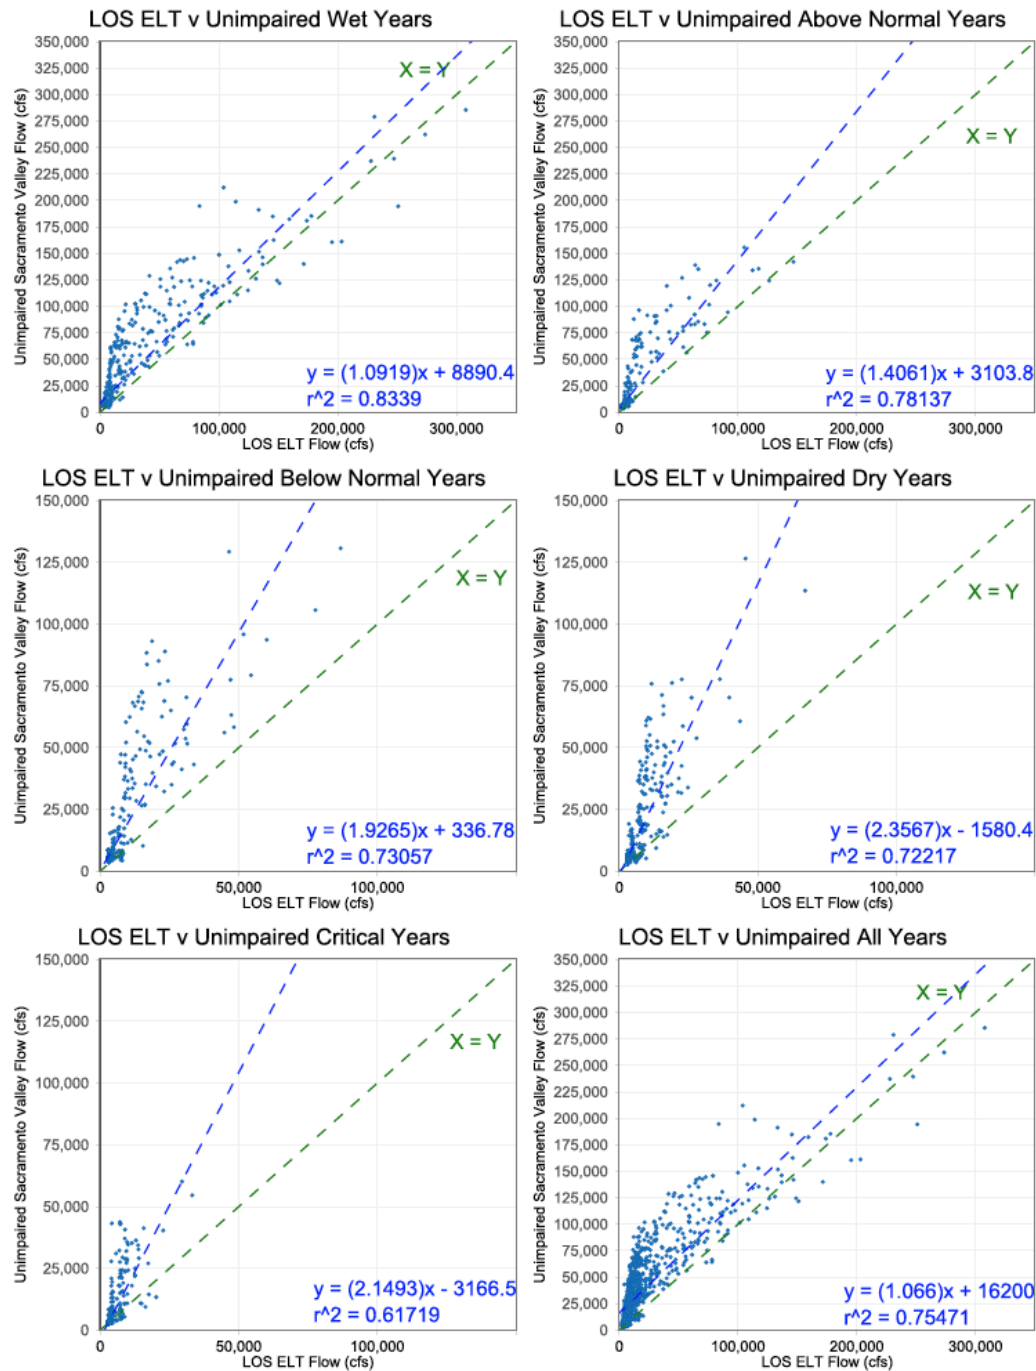 LOS ELT v Unimpaired Wet Years
Unimpaired Sacramento Valley Flow (cfs)
350,000
325,000
300,000
275,000
250,000
225,000
200,000
175,000
150,000
125,000
100,000
75,000
50,000
25,000
0
X = Y
y = (1.0919)x + 8890.4
r^2 = 0.8339
0 100,000 200,000 300,000
LOS ELT Flow (cfs)
LOS ELT v Unimpaired Above Normal Years
Unimpaired Sacramento Valley Flow (cfs)
350,000
325,000
300,000
275,000
250,000
225,000
200,000
175,000
150,000
125,000
100,000
75,000
50,000
25,000
0
X = Y
y = (1.4061)x + 3103.8
r^2 = 0.78137
0 100,000 200,000 300,000
LOS ELT Flow (cfs)
LOS ELT v Unimpaired Below Normal Years
Unimpaired Sacramento Valley Flow (cfs)
150,000
125,000
100,000
75,000
50,000
25,000
0
X = Y
y = (1.9265)x + 336.78
r^2 = 0.73057
0 50,000 100,000
LOS ELT Flow (cfs)
LOS ELT v Unimpaired Dry Years
Unimpaired Sacramento Valley Flow (cfs)
150,000
125,000
100,000
75,000
50,000
25,000
0
X = Y
y = (2.3567)x - 1580.4
r^2 = 0.72217
0 50,000 100,000
LOS ELT Flow (cfs)
LOS ELT v Unimpaired Critical Years
Unimpaired Sacramento Valley Flow (cfs)
150,000
125,000
100,000
75,000
50,000
25,000
0
X = Y
y = (2.1493)x - 3166.5
r^2 = 0.61719
0 50,000 100,000
LOS ELT Flow (cfs)
LOS ELT v Unimpaired All Years
Unimpaired Sacramento Valley Flow (cfs)
350,000
325,000
300,000
275,000
250,000
225,000
200,000
175,000
150,000
125,000
100,000
75,000
50,000
25,000
0
X = Y
y = (1.066)x + 16200
r^2 = 0.75471
0 100,000 200,000 300,000
LOS ELT Flow (cfs)